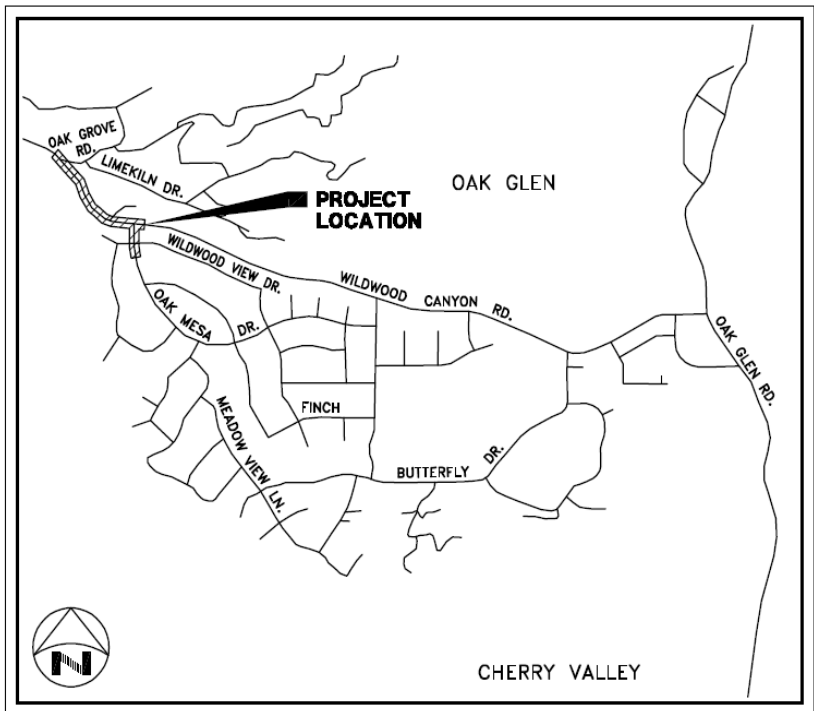 OAK GROVE
RD.
LIMEKILN DR.
OAK GLEN
PROJECT
LOCATION
WILDWOOD VIEW DR.
WILDWOOD CANYON RD.
OAK MESA DR.
OAK GLEN RD.
FINCH
MEADOW VIEW LN.
BUTTERFLY DR.
N
CHERRY VALLEY